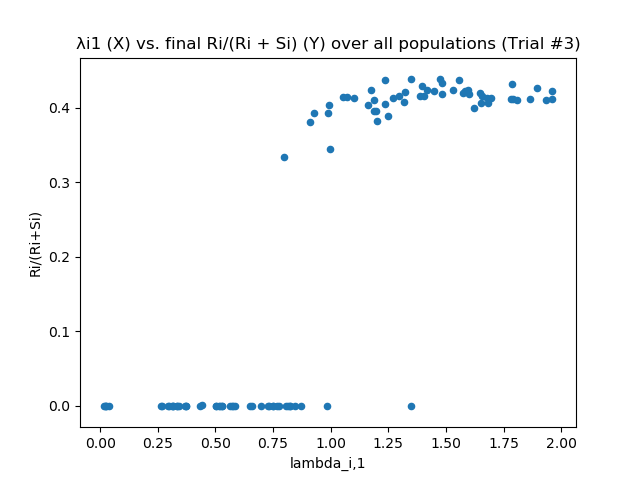 λi1 (X) vs. final Ri/(Ri + Si) (Y) over all populations (Trial #3)
Ri/(Ri+Si)
0.4
0.3
0.2
0.1
0.0
0.00 0.25 0.50 0.75 1.00 1.25 1.50 1.75 2.00
lambda_i,1